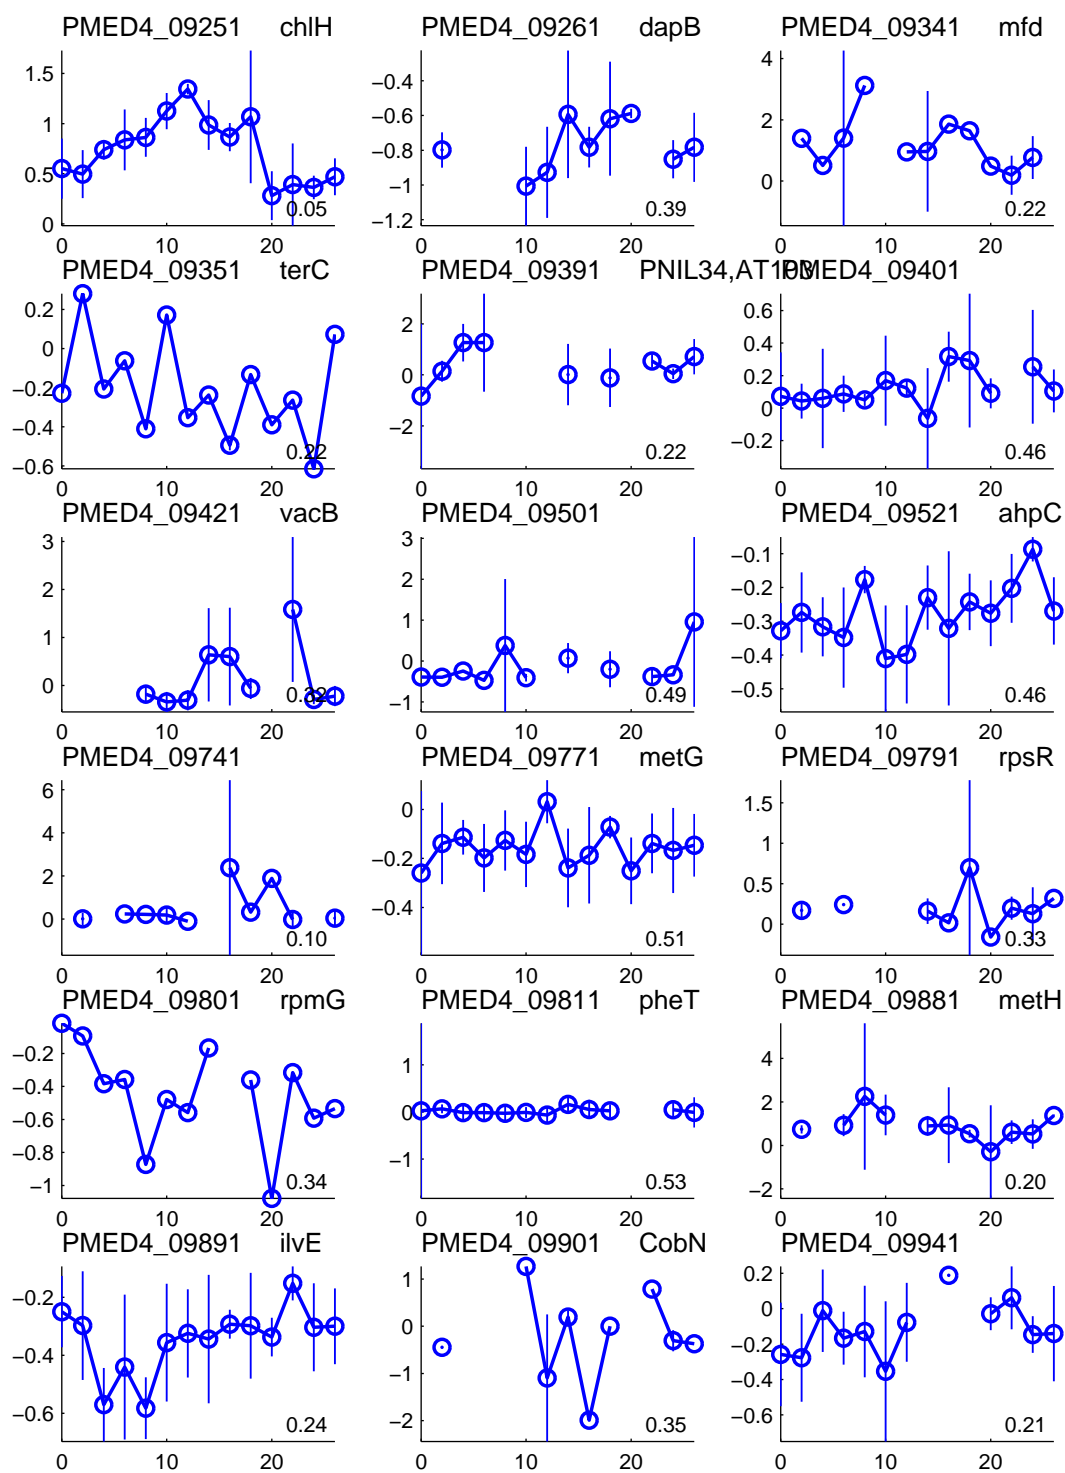 PMED4_09251 chlH PMED4_09261 dapB PMED4_09341 mfd
1.5 1 0.5 0 0.05 0 10 20
−0.4 −0.6 −0.8 −1 −1.2 0.39 0 20
4 2 0 0.22 0 10 20
PMED4_09351 terC PMED4_09391 PNIL34,AT103 PMED4_09401
0.2 0 −0.2 −0.4 −0.6 0.22 0 20
2 0 −2 0.22 0 20
0.6 0.4 0.2 0 −0.2 0.46 0 10 20
PMED4_09421 vacB PMED4_09501 PMED4_09521 ahpC
3 2 1 0 0.32 0 10 20
3 2 1 0 −1 0.49 0 20
−0.1 −0.2 −0.3 −0.4 −0.5 0.46 0 10 20
PMED4_09741 PMED4_09771 metG PMED4_09791 rpsR
6 4 2 0 0.10 0 10 20
0 −0.2 −0.4 0.51 0 20
1.5 1 0.5 0 0.33 0 10 20
PMED4_09801 rpmG PMED4_09811 pheT PMED4_09881 metH
−0.2 −0.4 −0.6 −0.8 −1 0.34 0 10 20
1 0 −1 0.53 0 20
4 2 0 −2 0.20 0 10 20
PMED4_09891 ilvE PMED4_09901 CobN PMED4_09941
−0.2 −0.4 −0.6 0.24 0 10 20
1 0 −1 −2 0.35 0 20
0.2 0 −0.2 −0.4 −0.6 0.21 0 10 20